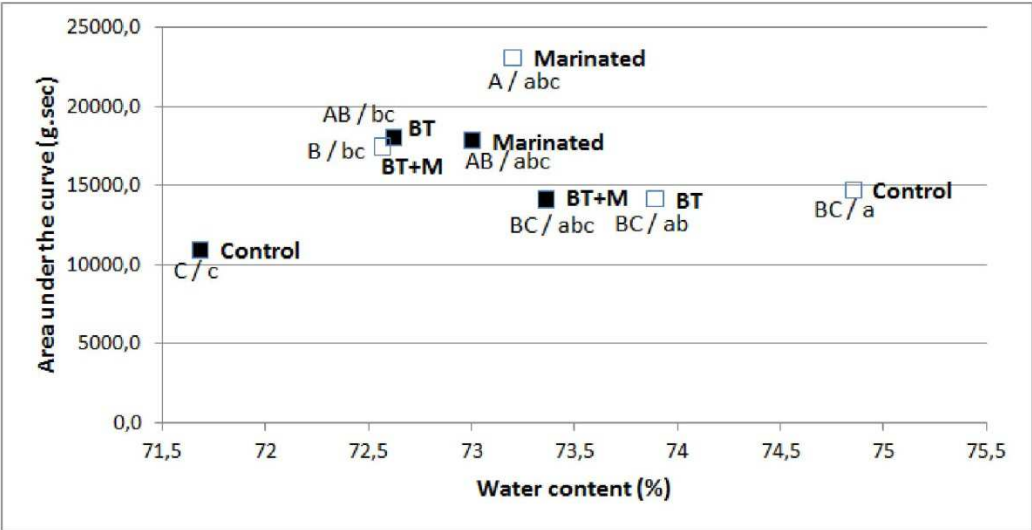 25000,0
20000,0
15000,0
10000,0
5000,0
0,0
Area under the curve (g.sec)
Marinated
A / abc
AB / bc
BT
B / bc
BT+M
Marinated
AB / abc
BT+M
BC / abc
BT
BC / ab
Control
BC / a
Control
C / c
71,5 72 72,5 73 73,5 74 74,5 75 75,5
Water content (%)